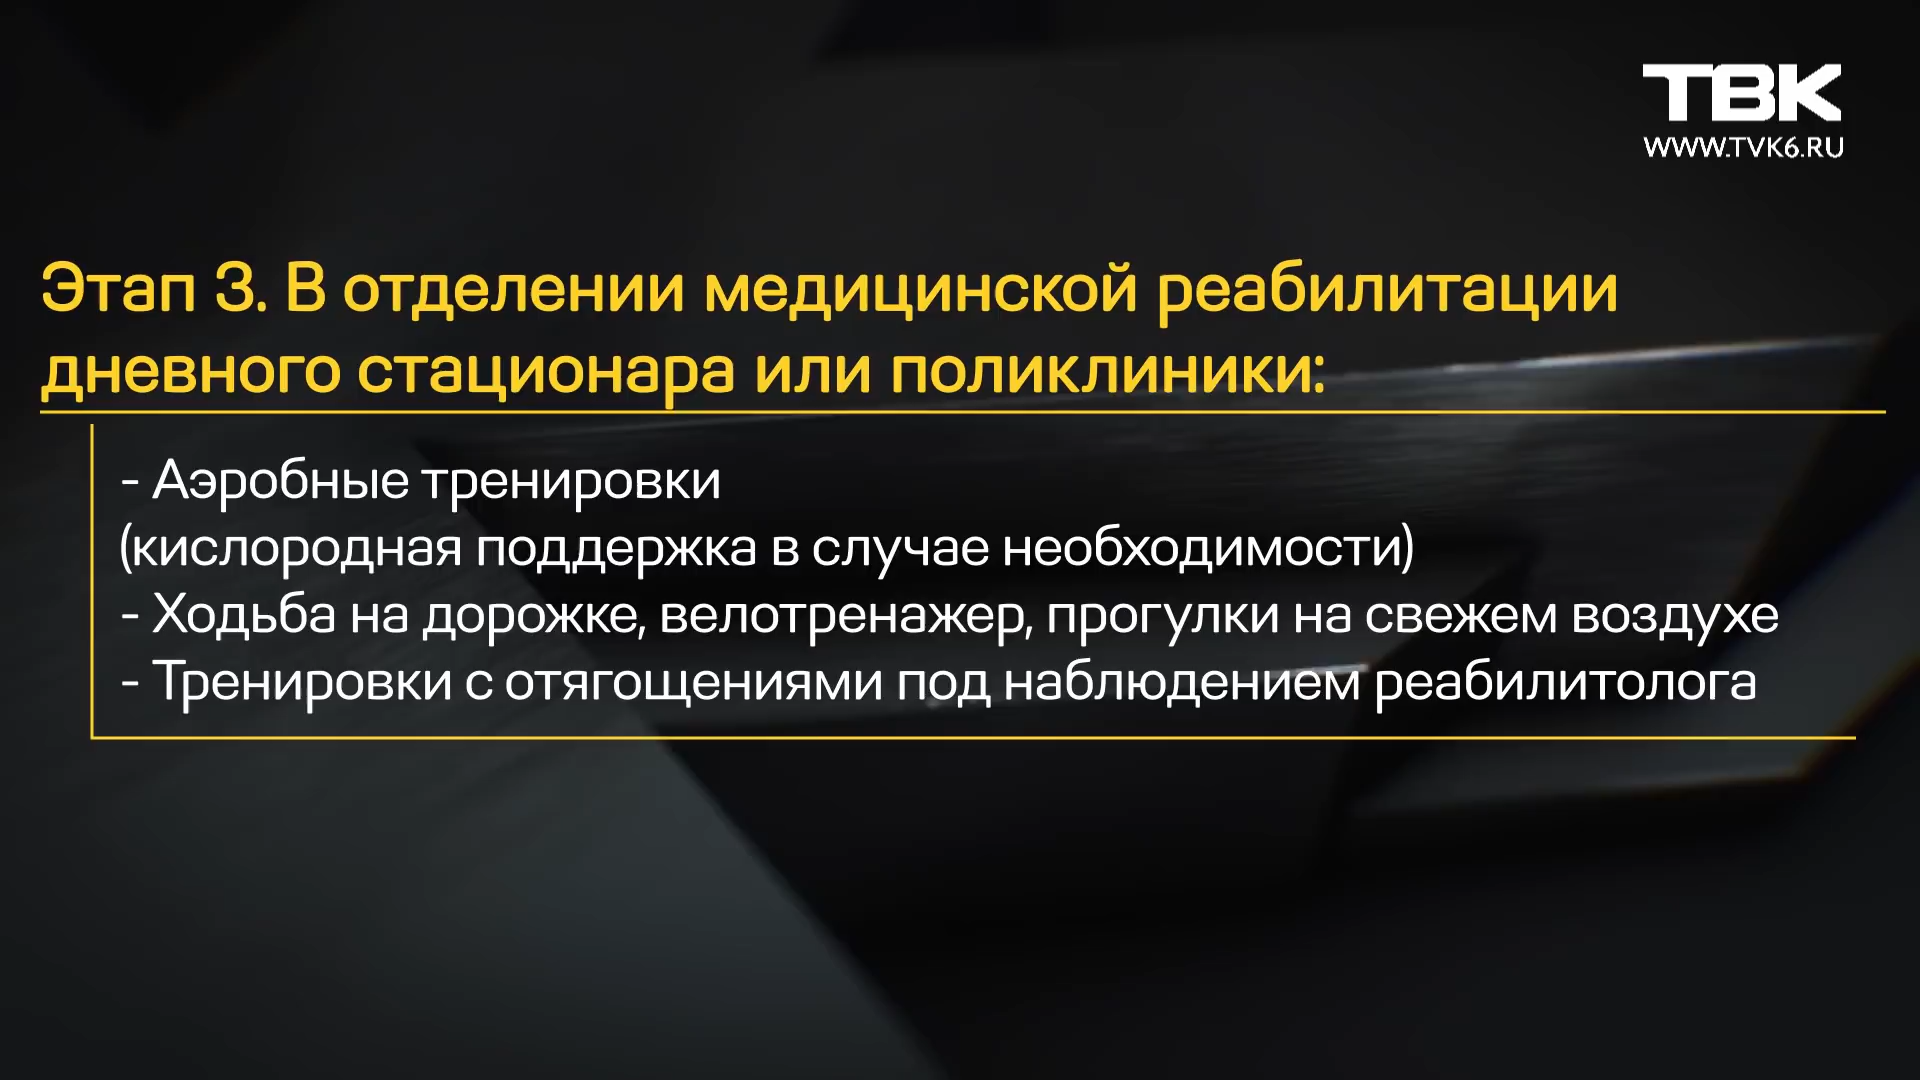 ТВК
WWW.TVK6.RU
Этап 3. В отделении медицинской реабилитации
дневного стационара или поликлиники:
- Аэробные тренировки
(кислородная поддержка в случае необходимости)
- Ходьба на дорожке, велотренажер, прогулки на свежем воздухе
- Тренировки с отягощениями под наблюдением реабилитолога